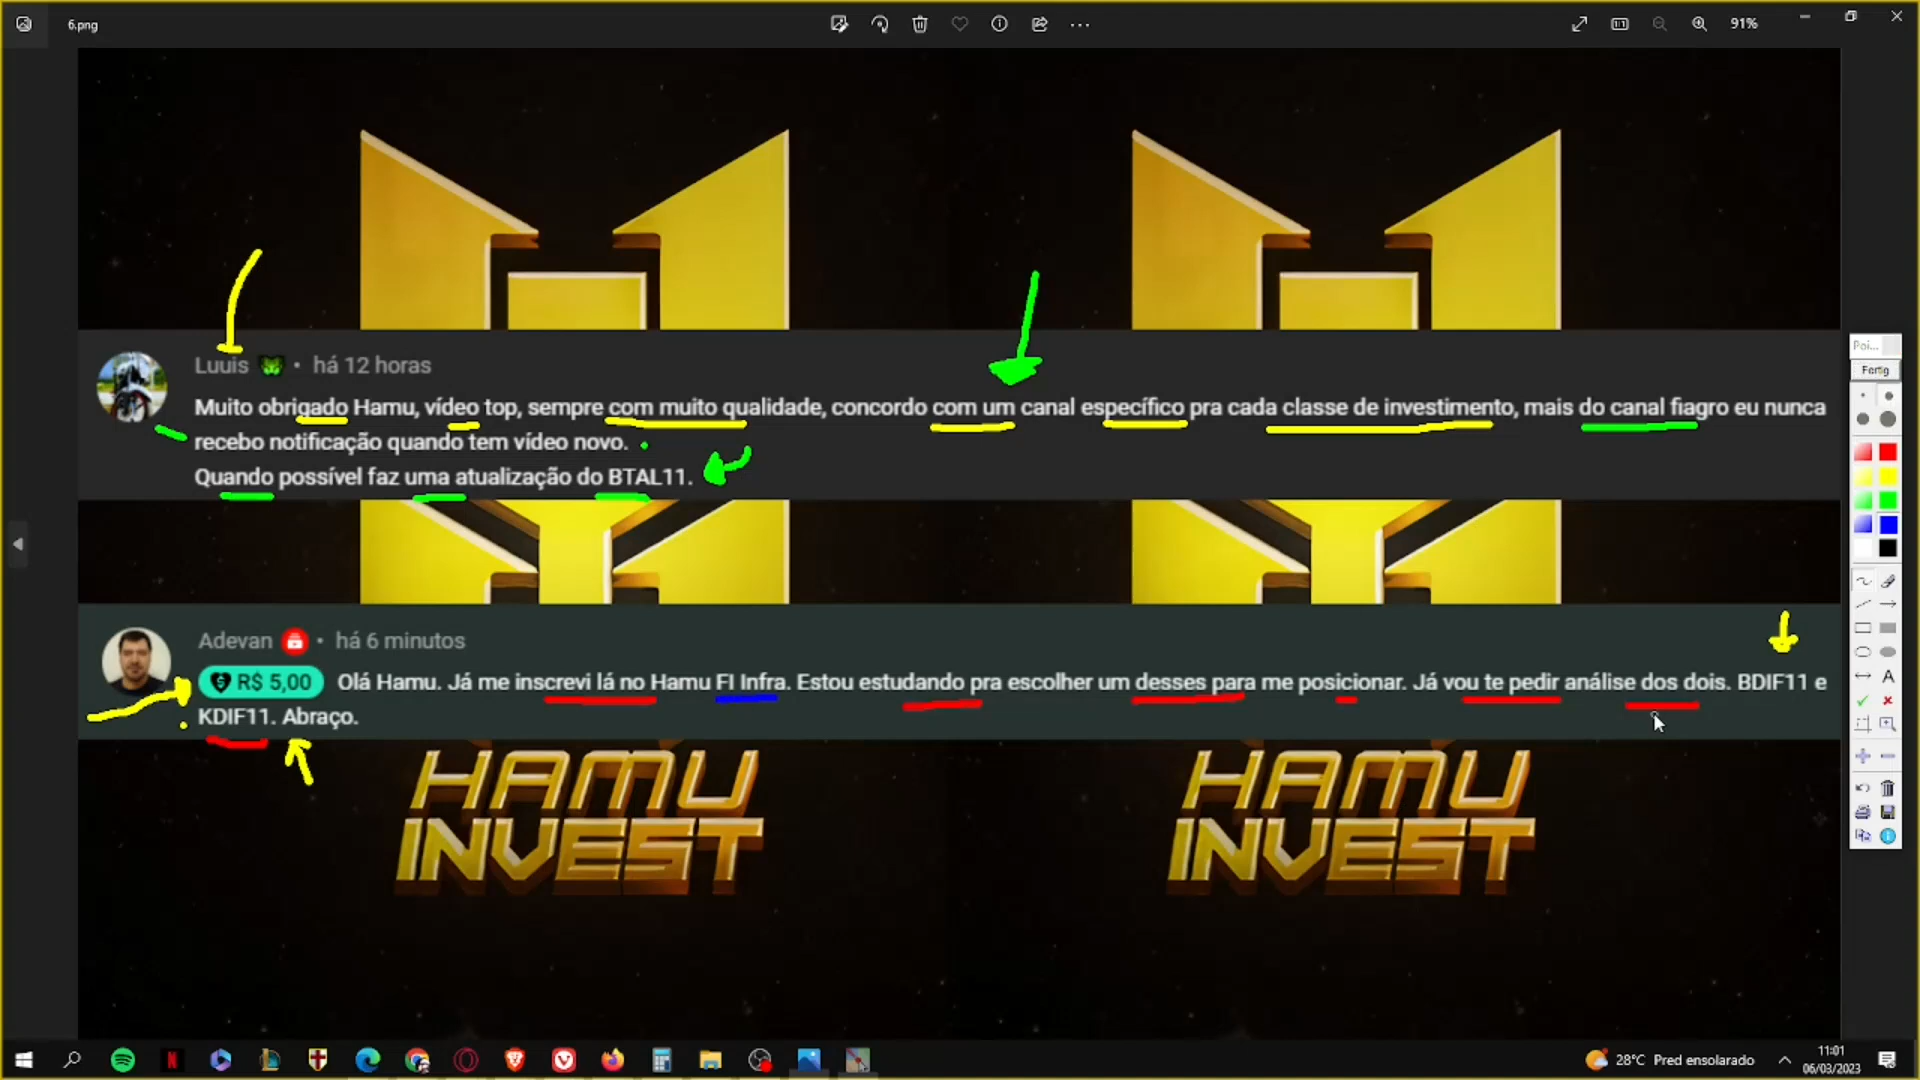 6.png
91%
Luuis • há 12 horas
Muito obrigado Hamu, vídeo top, sempre com muito qualidade, concordo com um canal específico pra cada classe de investimento, mais do canal fiagro eu nunca
recebo notificação quando tem vídeo novo.
Quando possível faz uma atualização do BTAL11.
Poi...
Fertig
Adevan • há 6 minutos
R$ 5,00 Olá Hamu. Já me inscrevi lá no Hamu FI Infra. Estou estudando pra escolher um desses para me posicionar. Já vou te pedir análise dos dois. BDIF11 e
KDIF11. Abraço.
HAMU
INVEST
HAMU
INVEST
28°C Pred ensolarado
11:01
06/03/2023